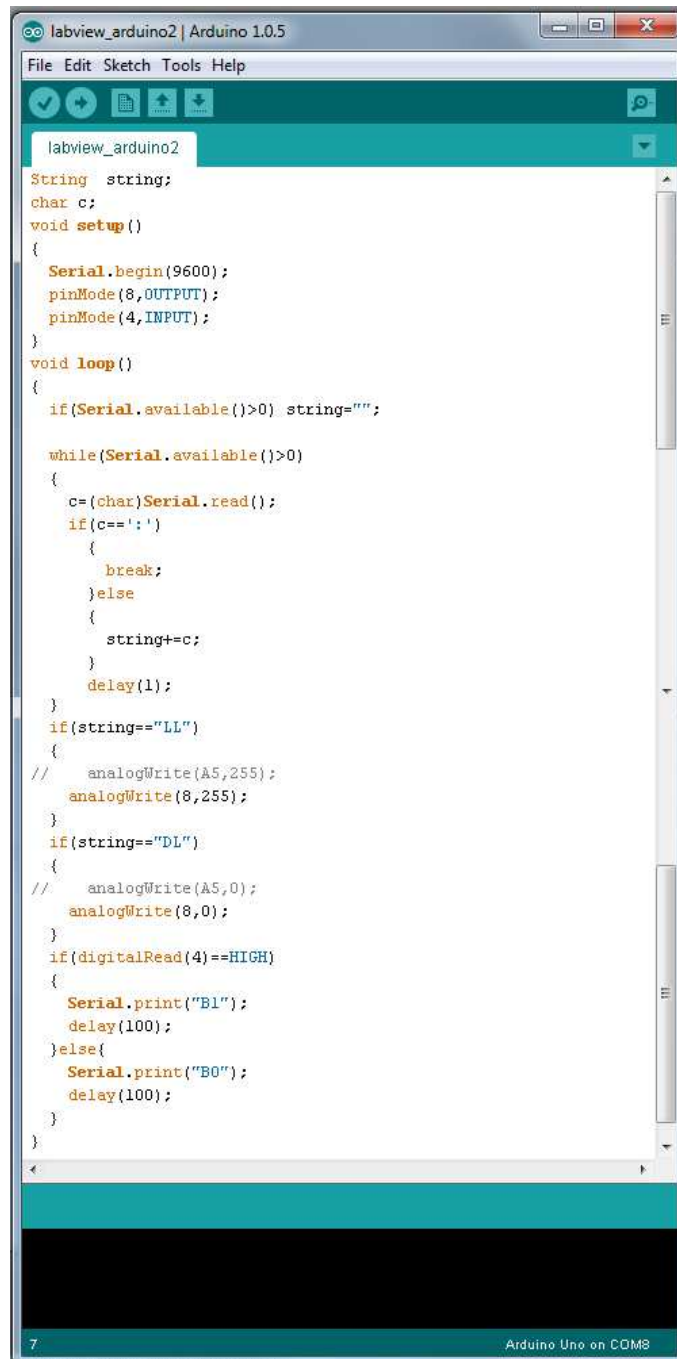 labview_arduino2 | Arduino 1.0.5
File Edit Sketch Tools Help
labview_arduino2
String  string;
char c;
void setup()
{
  Serial.begin(9600);
  pinMode(8,OUTPUT);
  pinMode(4,INPUT);
}
void loop()
{
  if(Serial.available()>0) string="";
  while(Serial.available()>0)
  {
    c=(char)Serial.read();
    if(c==':')
      {
        break;
      }else
      {
        string+=c;
      }
      delay(1);
  }
  if(string=="LL")
  {
//    analogWrite(A5,255);
    analogWrite(8,255);
  }
  if(string=="DL")
  {
//    analogWrite(A5,0);
    analogWrite(8,0);
  }
  if(digitalRead(4)==HIGH)
  {
    Serial.print("B1");
    delay(100);
  }else{
    Serial.print("B0");
    delay(100);
  }
}
7 Arduino Uno on COM8